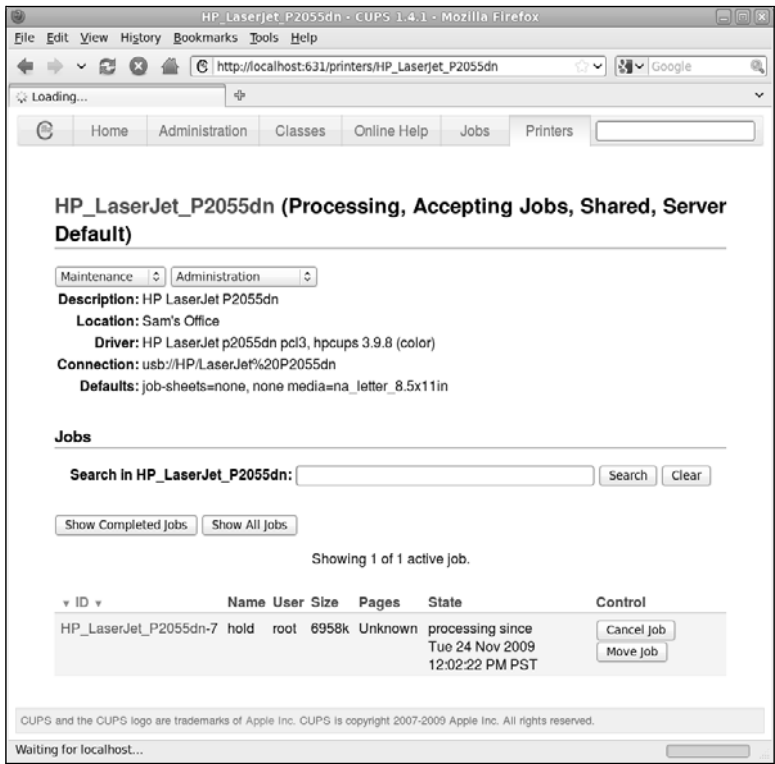 HP_LaserJet_P2055dn - CUPS 1.4.1 - Mozilla Firefox
File Edit View History Bookmarks Tools Help
http://localhost:631/printers/HP_LaserJet_P2055dn
Google
Loading...
Home Administration Classes Online Help Jobs Printers
HP_LaserJet_P2055dn (Processing, Accepting Jobs, Shared, Server
Default)
Maintenance Administration
Description: HP LaserJet P2055dn
Location: Sam's Office
Driver: HP LaserJet p2055dn pcl3, hpcups 3.9.8 (color)
Connection: usb://HP/LaserJet%20P2055dn
Defaults: job-sheets=none, none media=na_letter_8.5x11in
Jobs
Search in HP_LaserJet_P2055dn: Search Clear
Show Completed Jobs Show All Jobs
Showing 1 of 1 active job.
▼ ID ▼ Name User Size Pages State Control
HP_LaserJet_P2055dn-7 hold root 6958k Unknown processing since Cancel Job
Tue 24 Nov 2009 Move Job
12:02:22 PM PST
CUPS and the CUPS logo are trademarks of Apple Inc. CUPS is copyright 2007-2009 Apple Inc. All rights reserved.
Waiting for localhost...